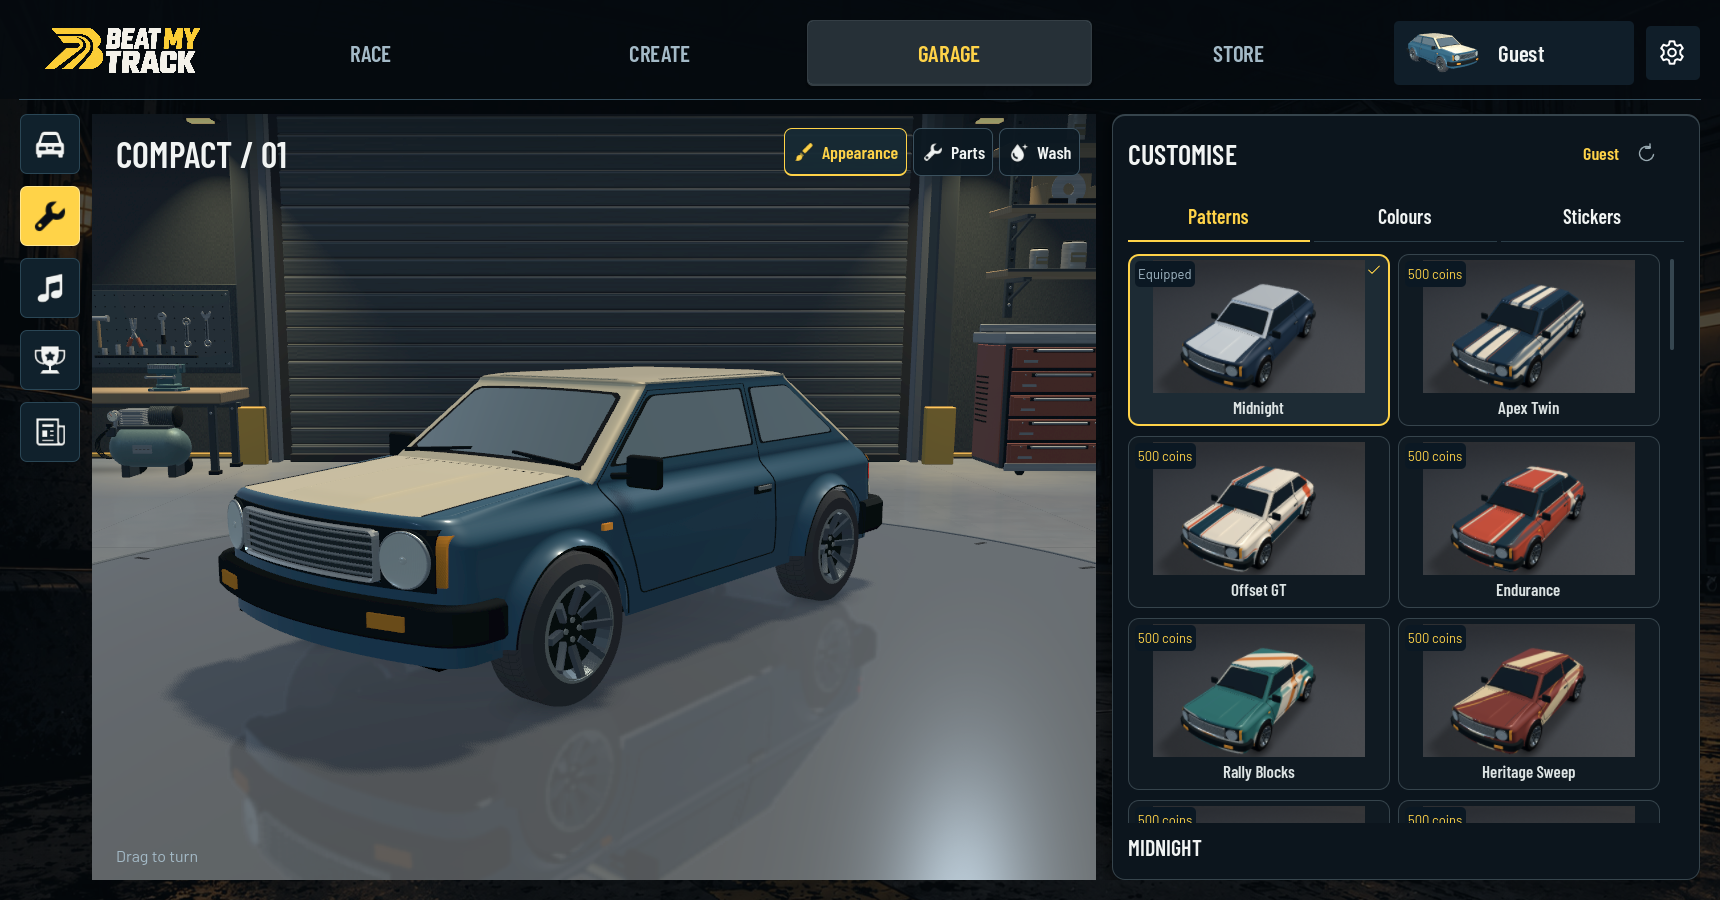 BEAT MY
TRACK
RACE
CREATE
GARAGE
STORE
Guest
COMPACT / 01
Appearance
Parts
Wash
Drag to turn
CUSTOMISE
Guest
Patterns
Colours
Stickers
Equipped
Midnight
500 coins
Apex Twin
500 coins
Offset GT
500 coins
Endurance
500 coins
Rally Blocks
500 coins
Heritage Sweep
500 coins
500 coins
MIDNIGHT